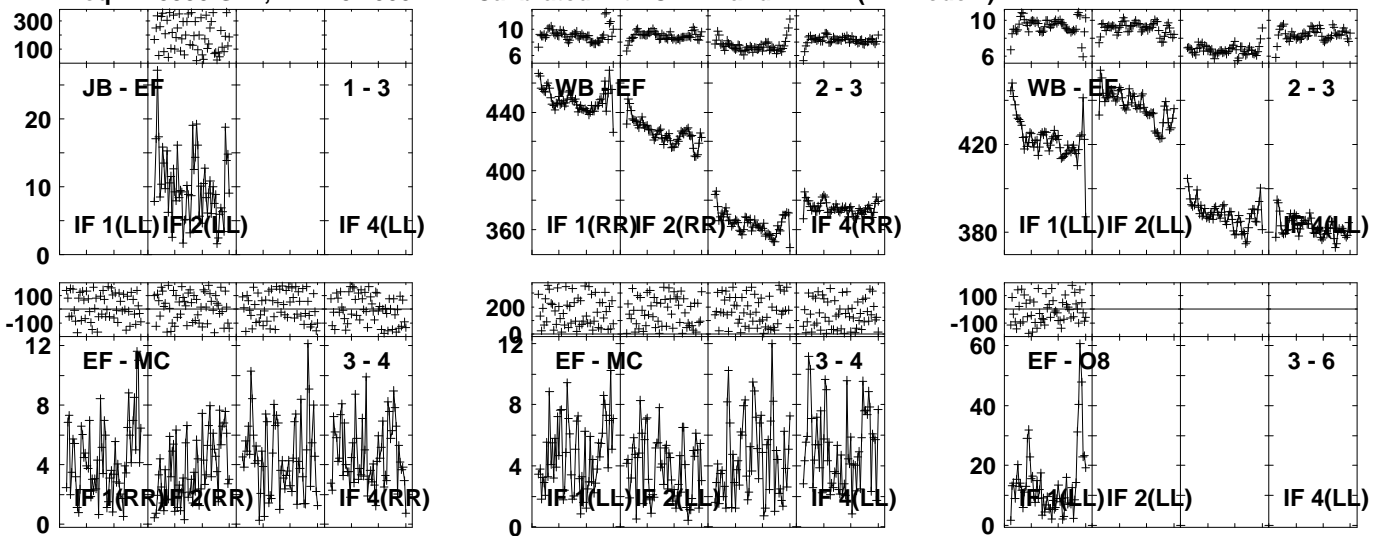 300
100
JB - EF 1 - 3
20
10
IF 1(LL) IF 2(LL) IF 4(LL)
0
10
6
WB - EF 2 - 3
440
400
360
IF 1(RR) IF 2(RR) IF 4(RR)
10
6
WB - EF 2 - 3
420
380
IF 1(LL) IF 2(LL) IF 4(LL)
100
-100
12
EF - MC 3 - 4
8
4
IF 1(RR) IF 2(RR) IF 4(RR)
0
200
0
12
EF - MC 3 - 4
8
4
IF 1(LL) IF 2(LL) IF 4(LL)
0
100
-100
60
EF - O8 3 - 6
40
20
IF 1(LL) IF 2(LL) IF 4(LL)
0